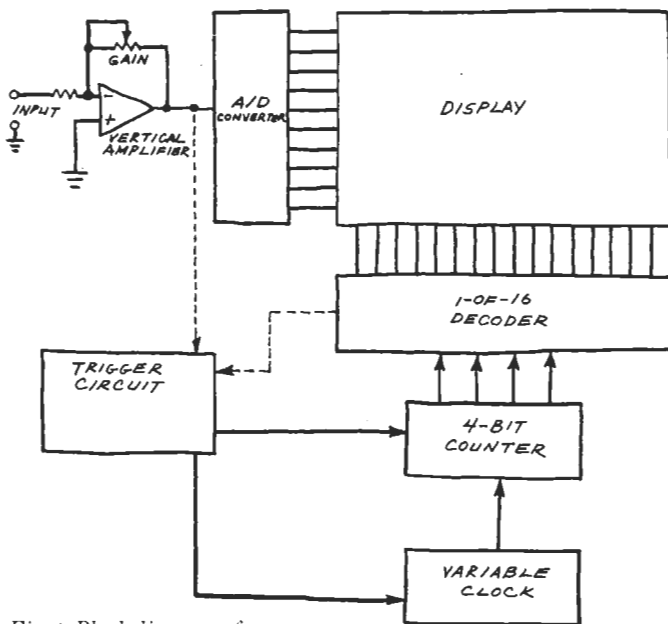 GAIN
-
+
INPUT
VERTICAL
AMPLIFIER
A/D
CONVERTER
DISPLAY
1-OF-16
DECODER
TRIGGER
CIRCUIT
4-BIT
COUNTER
VARIABLE
CLOCK